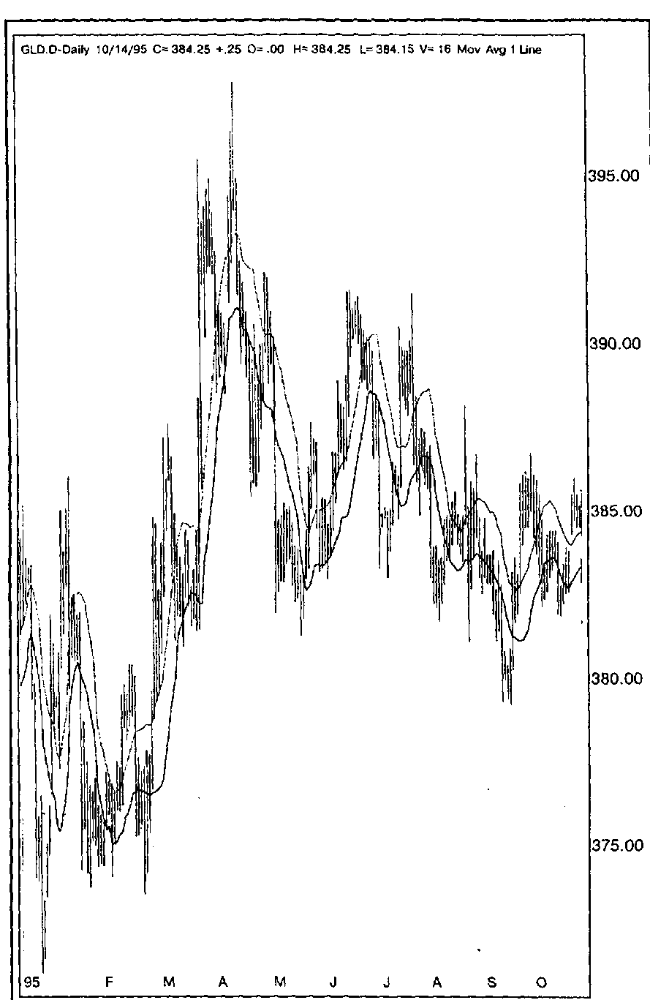 GLD.D-Daily 10/14/95 C= 384.25 +.25 O= .00 H= 384.25 L= 384.15 V= 16 Mov Avg 1 Line
395.00
390.00
385.00
380.00
375.00
95 F M A M J J A S O